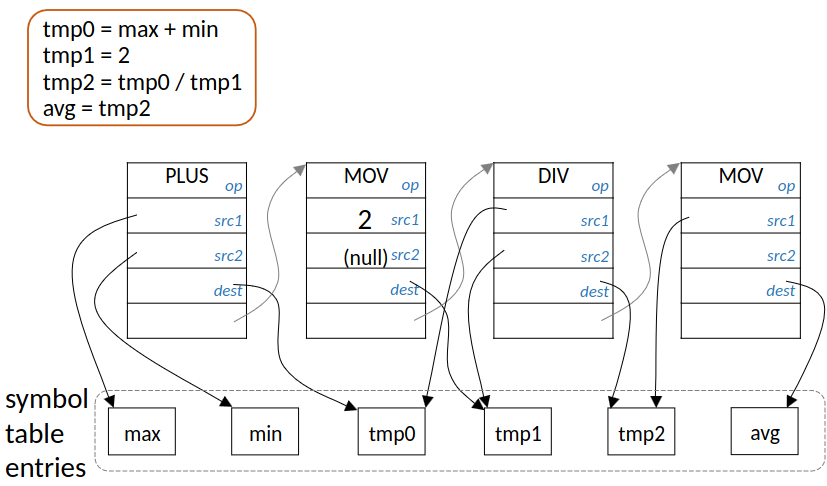 tmp0 = max + min
tmp1 = 2
tmp2 = tmp0 / tmp1
avg = tmp2
PLUS op
src1
src2
dest
MOV op
2 src1
(null) src2
dest
DIV op
src1
src2
dest
MOV op
src1
src2
dest
symbol
table
entries
max
min
tmp0
tmp1
tmp2
avg